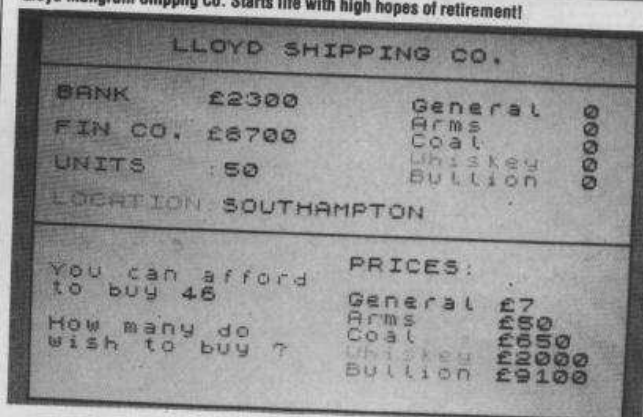 Lloyd Mangram Shipping Co. Starts life with high hopes of retirement!
LLOYD SHIPPING CO.
BANK £2300
FIN CO. £6700
UNITS :50
LOCATION:SOUTHAMPTON
General 0
Arms 0
Coal 0
Whiskey 0
Bullion 0
You can afford
to buy 46
How many do
wish to buy ?
PRICES:
General £7
Arms £50
Coal £650
Whiskey £2000
Bullion £9100